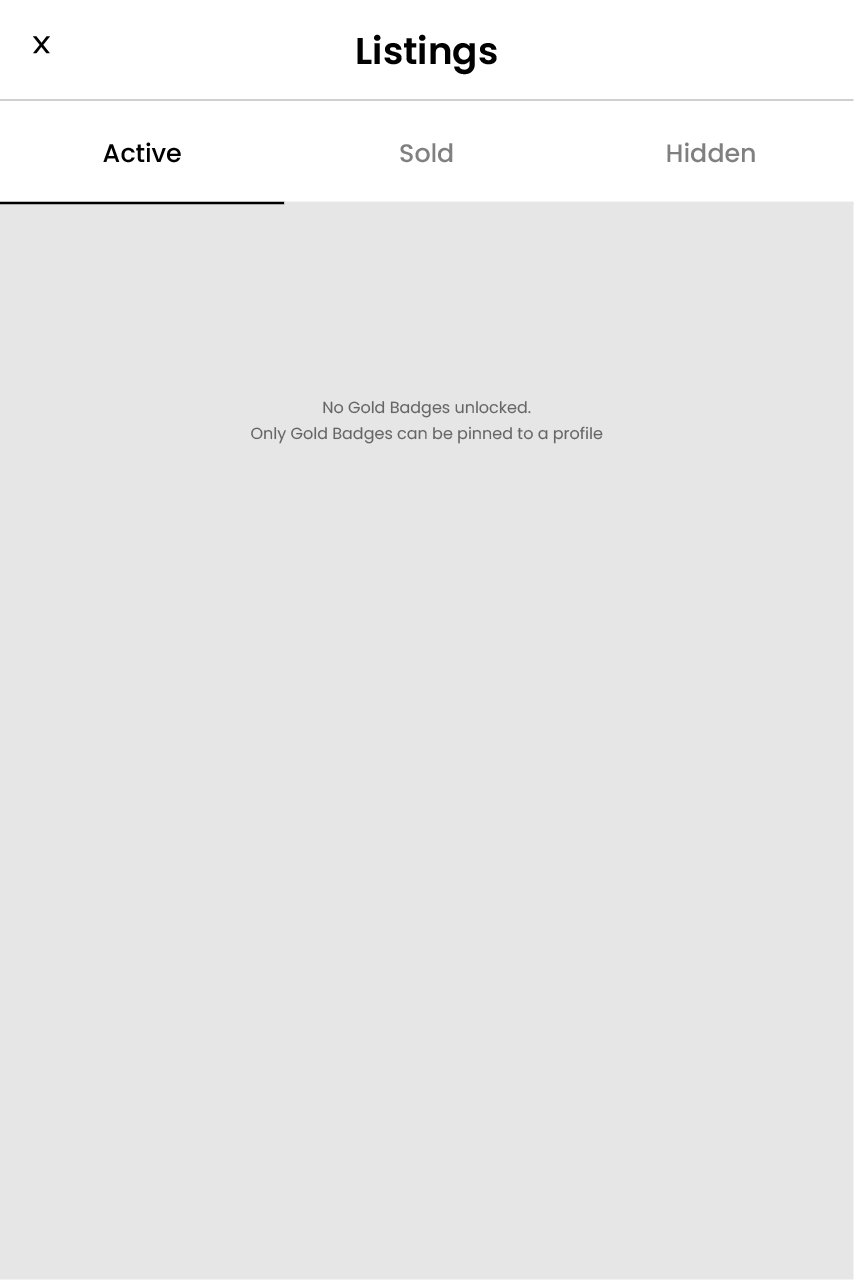 X
Listings
Active Sold Hidden
No Gold Badges unlocked.
Only Gold Badges can be pinned to a profile